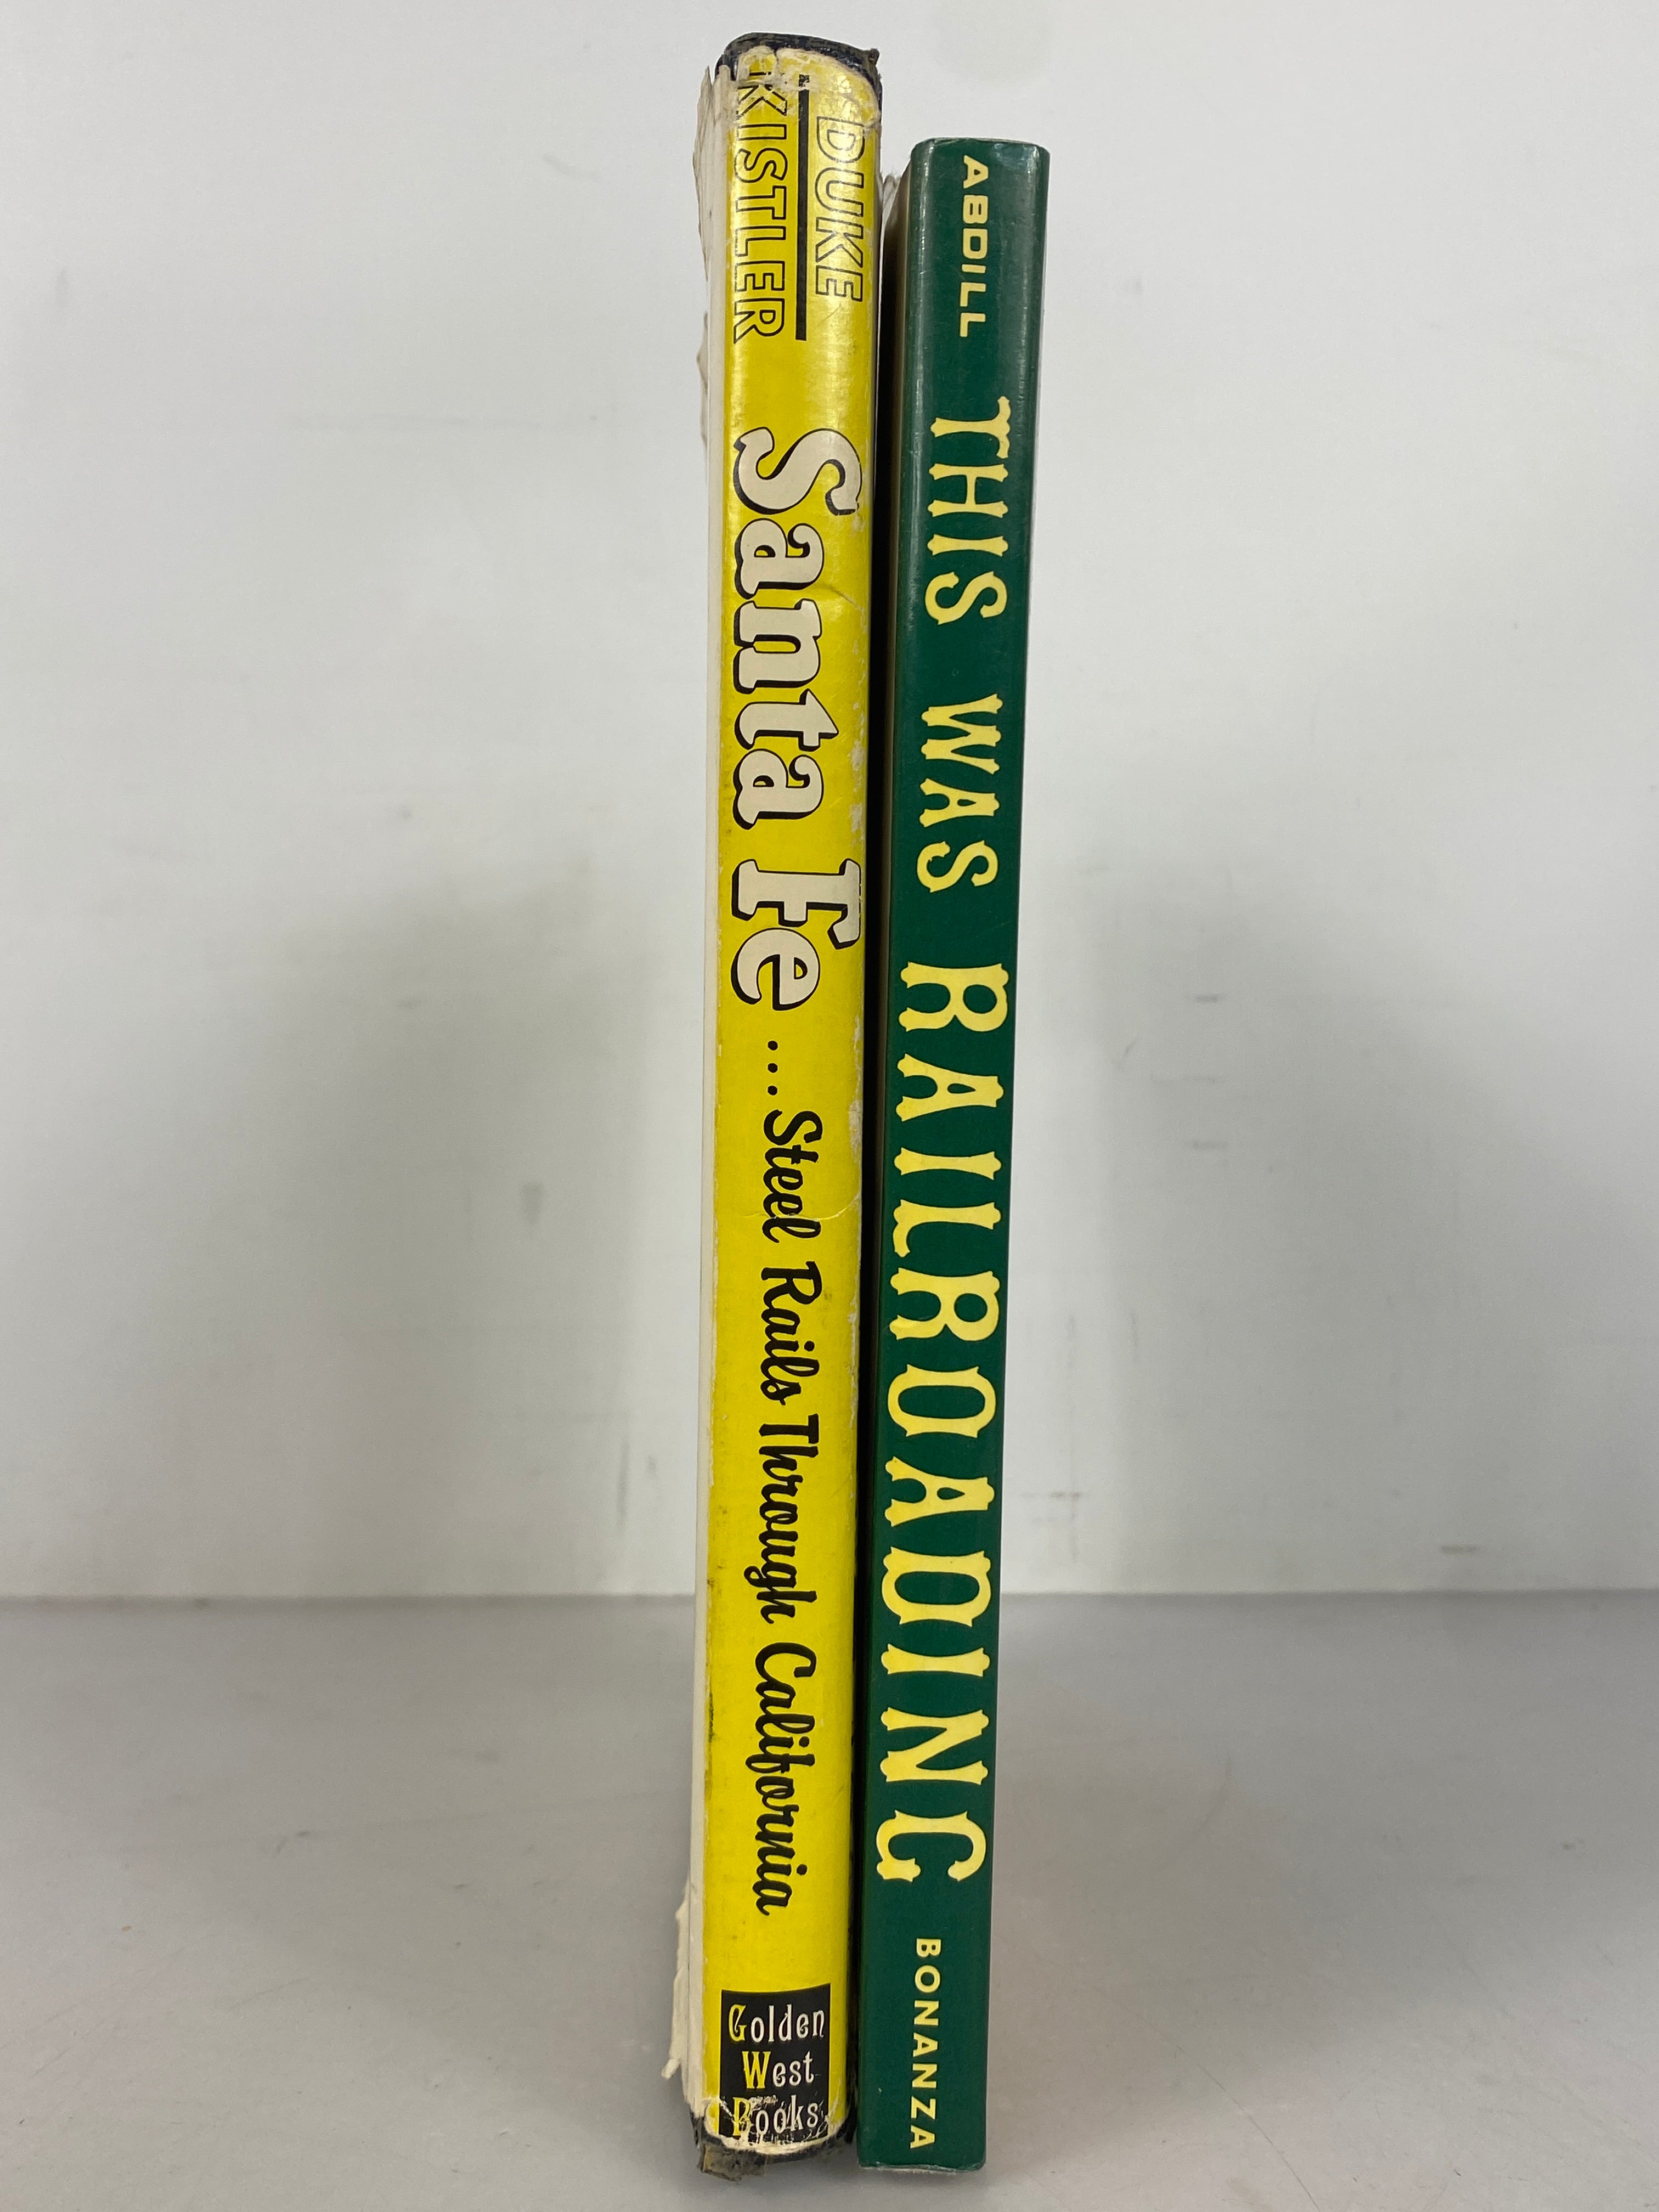 DUKE
KISTLER
Santa Fe ...Steel Rails Through California
Golden
West
Books
ABDILL THIS WAS RAILROADING BONANZA